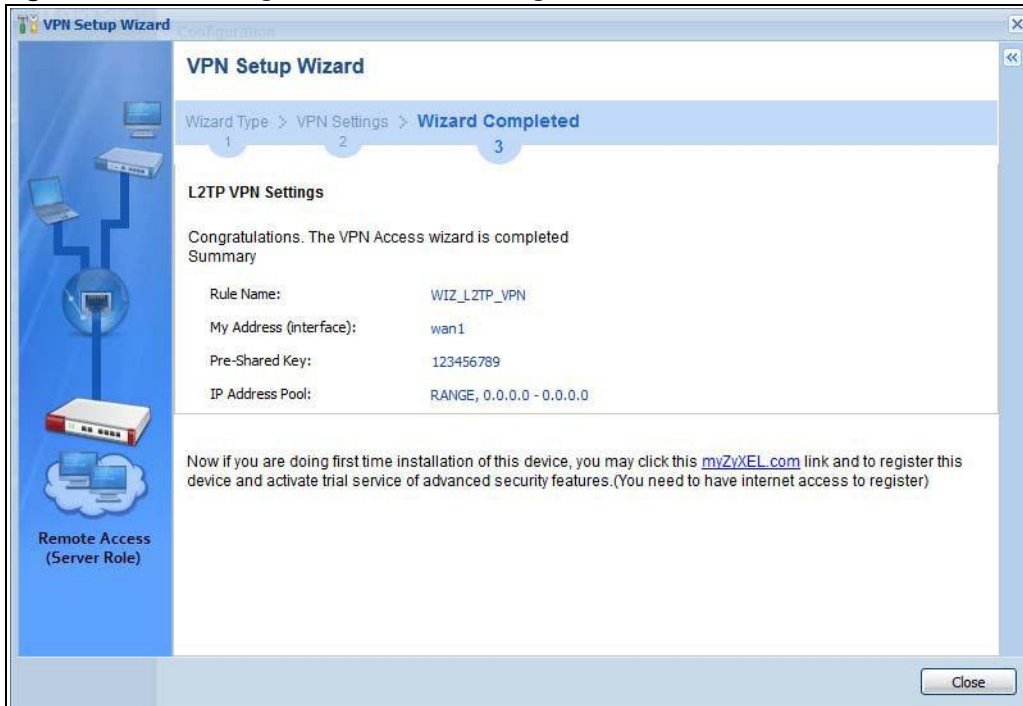 VPN Setup Wizard
Configuration
VPN Setup Wizard
Wizard Type > VPN Settings > Wizard Completed
1 2 3
L2TP VPN Settings
Congratulations. The VPN Access wizard is completed
Summary
Rule Name: WIZ_L2TP_VPN
My Address (interface): wan1
Pre-Shared Key: 123456789
IP Address Pool: RANGE, 0.0.0.0 - 0.0.0.0
Now if you are doing first time installation of this device, you may click this myZyXEL.com link and to register this
device and activate trial service of advanced security features.(You need to have internet access to register)
Remote Access
(Server Role)
Close